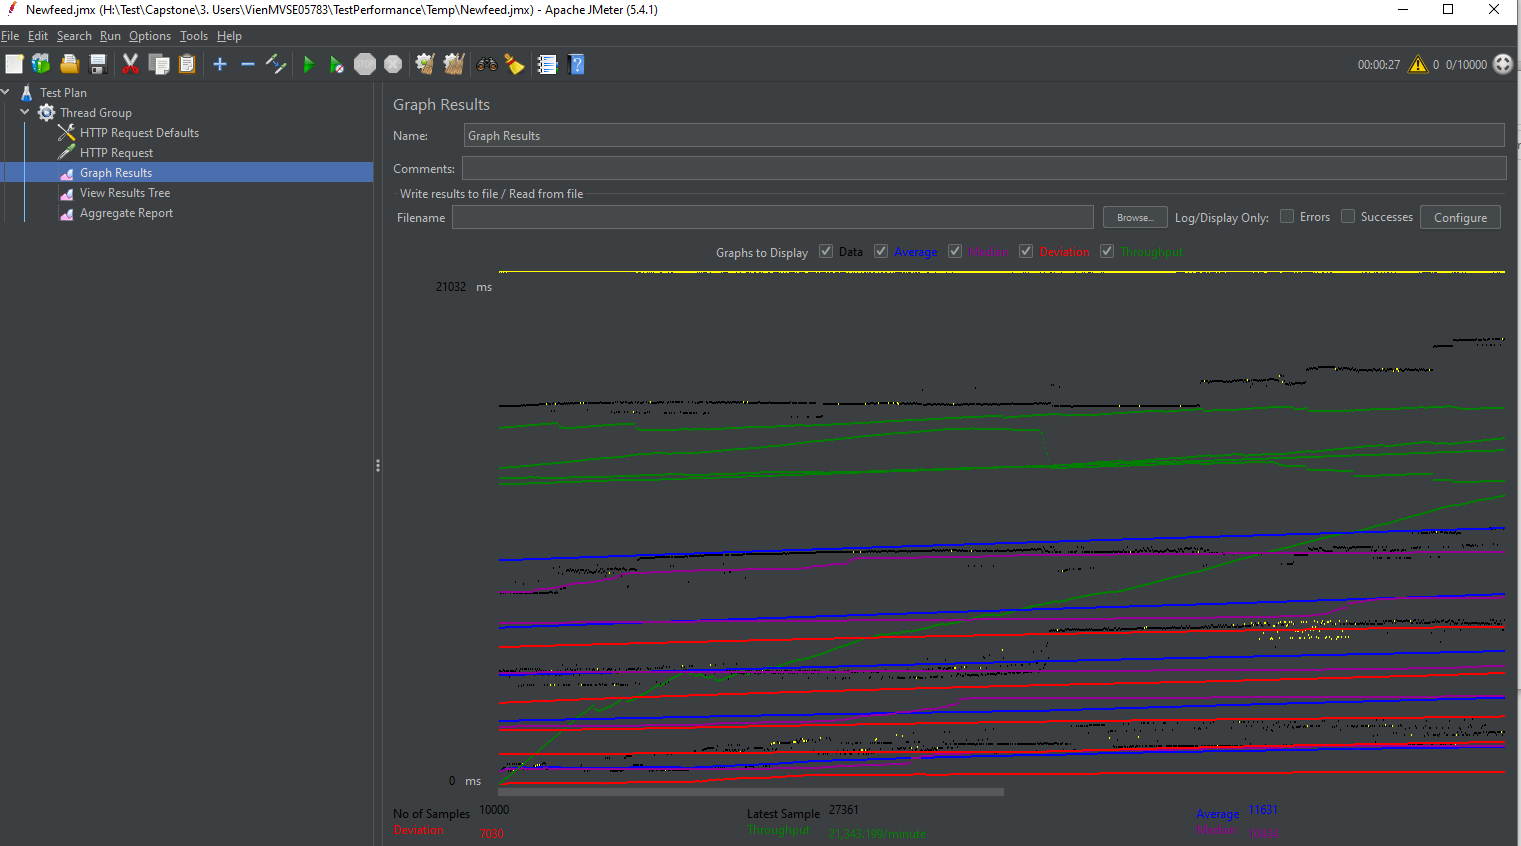 Newfeed.jmx (H:\Test\Capstone\3. Users\VienMVSE05783\TestPerformance\Temp\Newfeed.jmx) - Apache JMeter (5.4.1)
File Edit Search Run Options Tools Help
00:00:27 0 0/10000
Test Plan
Thread Group
HTTP Request Defaults
HTTP Request
Graph Results
View Results Tree
Aggregate Report
Graph Results
Name: Graph Results
Comments:
Write results to file / Read from file
Filename Browse... Log/Display Only: Errors Successes Configure
Graphs to Display Data Average Median Deviation Throughput
21032 ms
0 ms
No of Samples 10000 Latest Sample 27361 Average 11631
Deviation 7030 Throughput 21,343.199/minute Median